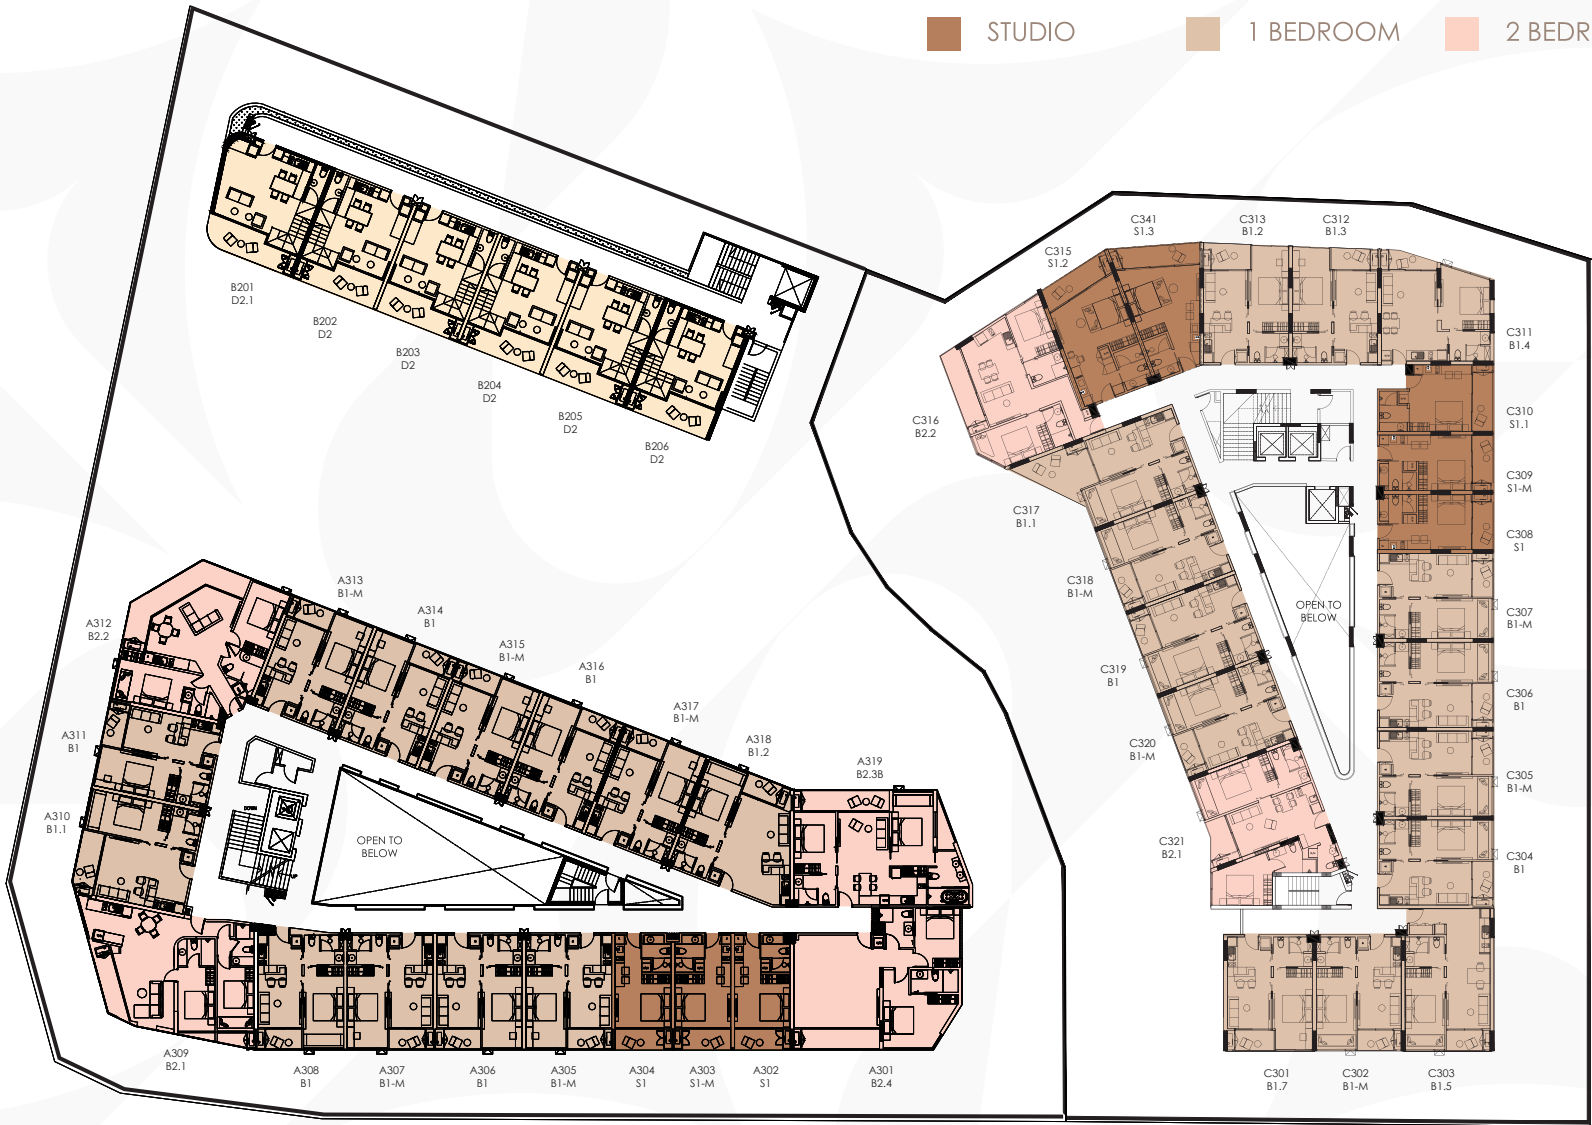 STUDIO
1 BEDROOM
2 BEDR
B201
D2.1
B202
D2
B203
D2
B204
D2
B205
D2
B206
D2
C341
S1.3
C313
B1.2
C312
B1.3
C315
S1.2
C311
B1.4
C316
B2.2
C310
S1.1
C309
S1-M
C317
B1.1
C308
S1
C318
B1-M
OPEN TO
BELOW
C307
B1-M
C319
B1
C306
B1
C320
B1-M
C305
B1-M
C321
B2.1
C304
B1
C301
B1.7
C302
B1-M
C303
B1.5
A313
B1-M
A314
B1
A312
B2.2
A315
B1-M
A316
B1
A317
B1-M
A311
B1
A318
B1.2
A319
B2.3B
A310
B1.1
DOWN
OPEN TO
BELOW
A309
B2.1
A308
B1
A307
B1-M
A306
B1
A305
B1-M
A304
S1
A303
S1-M
A302
S1
A301
B2.4